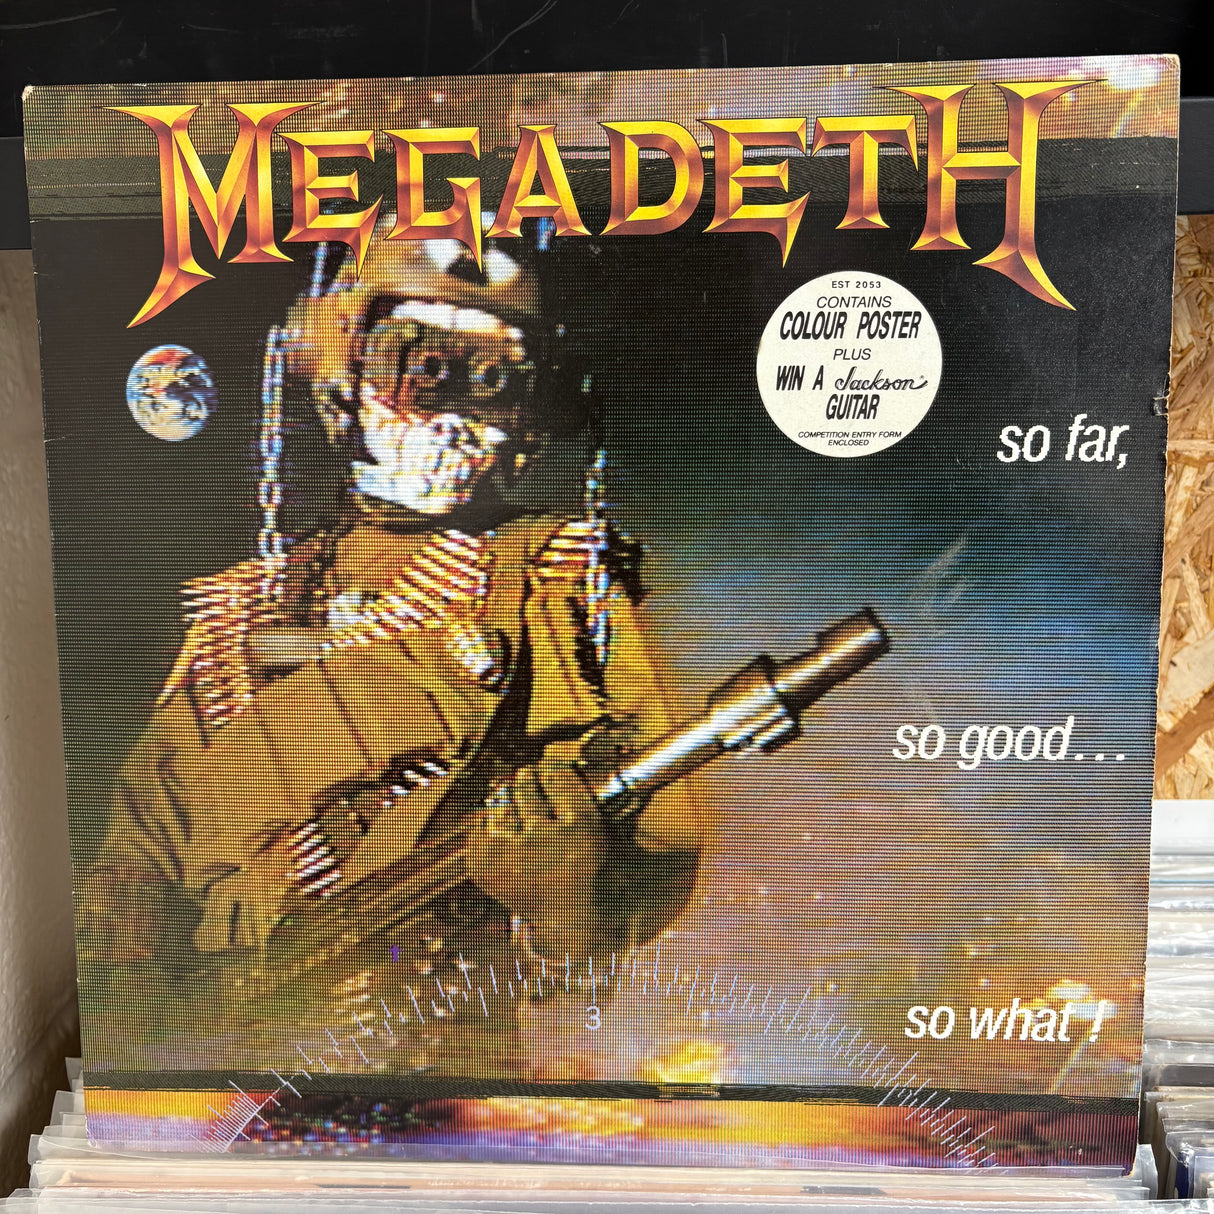 MEGADETH
EST 2053
CONTAINS
COLOUR POSTER
PLUS
WIN A Jackson®
GUITAR
COMPETITION ENTRY FORM
ENCLOSED
so far,
so good...
so what !
3